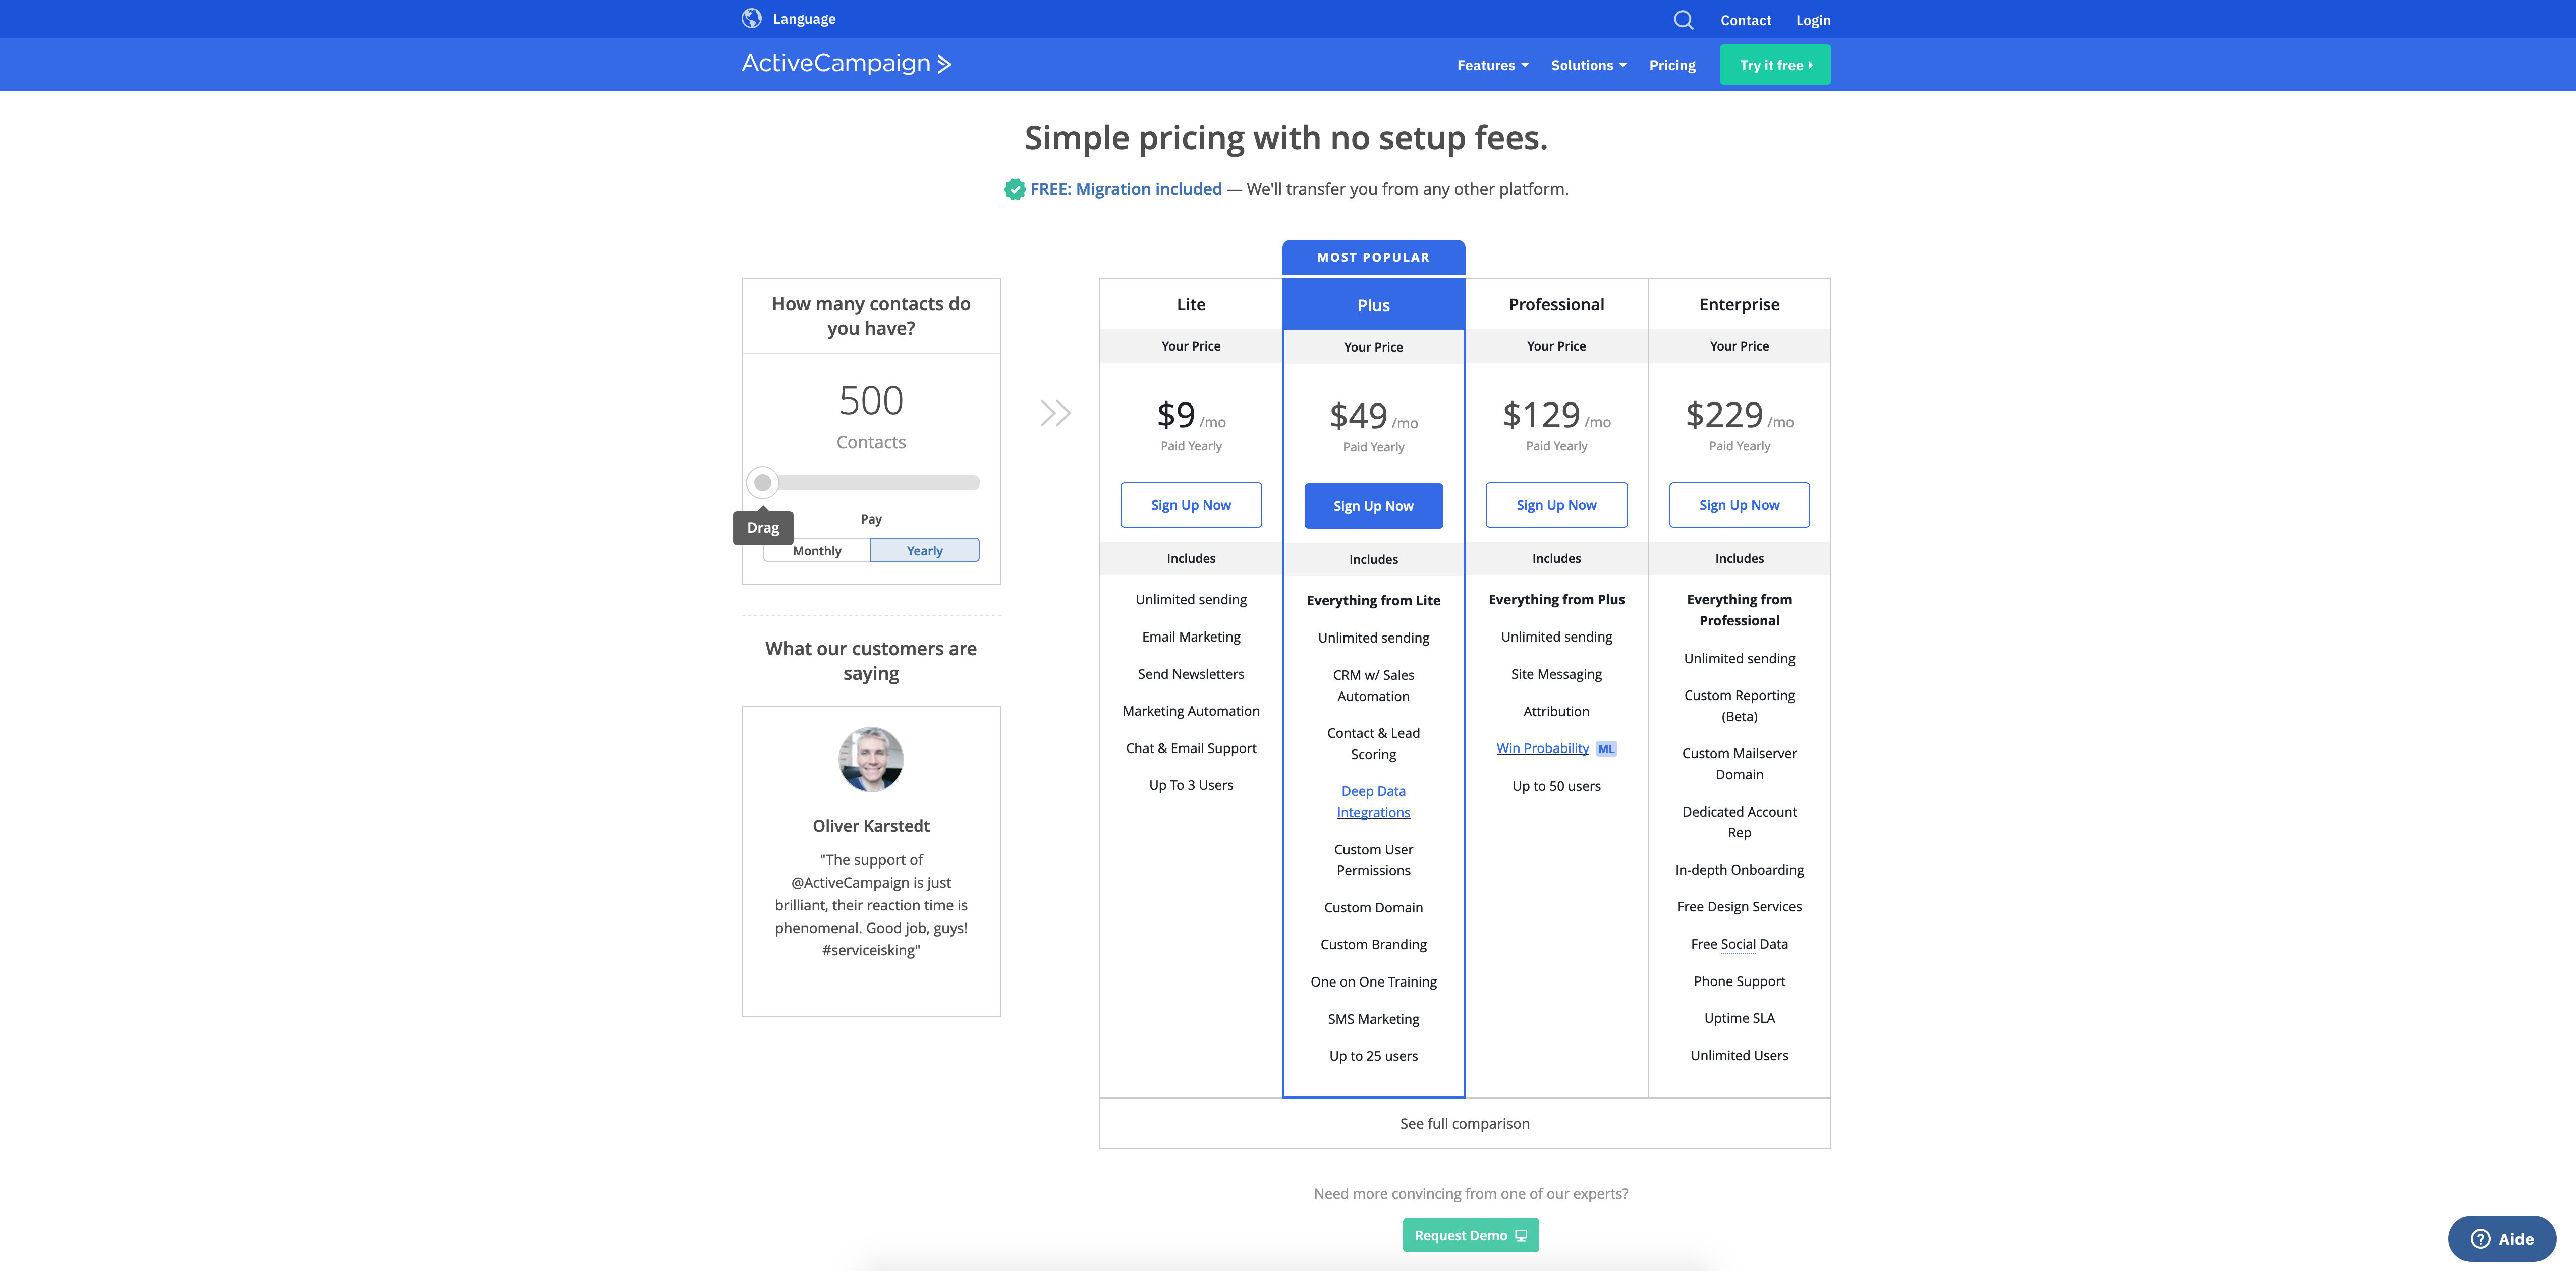 Language
Contact
Login
ActiveCampaign
Features
Solutions
Pricing
Try it free
Simple pricing with no setup fees.
FREE: Migration included — We'll transfer you from any other platform.
How many contacts do
you have?
500
Contacts
Drag
Pay
Monthly
Yearly
What our customers are
saying
Oliver Karstedt
"The support of
@ActiveCampaign is just
brilliant, their reaction time is
phenomenal. Good job, guys!
#serviceisking"
Lite
Your Price
$9 /mo
Paid Yearly
Sign Up Now
Includes
Unlimited sending
Email Marketing
Send Newsletters
Marketing Automation
Chat & Email Support
Up To 3 Users
MOST POPULAR
Plus
Your Price
$49 /mo
Paid Yearly
Sign Up Now
Includes
Everything from Lite
Unlimited sending
CRM w/ Sales
Automation
Contact & Lead
Scoring
Deep Data
Integrations
Custom User
Permissions
Custom Domain
Custom Branding
One on One Training
SMS Marketing
Up to 25 users
Professional
Your Price
$129 /mo
Paid Yearly
Sign Up Now
Includes
Everything from Plus
Unlimited sending
Site Messaging
Attribution
Win Probability ML
Up to 50 users
Enterprise
Your Price
$229 /mo
Paid Yearly
Sign Up Now
Includes
Everything from
Professional
Unlimited sending
Custom Reporting
(Beta)
Custom Mailserver
Domain
Dedicated Account
Rep
In-depth Onboarding
Free Design Services
Free Social Data
Phone Support
Uptime SLA
Unlimited Users
See full comparison
Need more convincing from one of our experts?
Request Demo
Aide